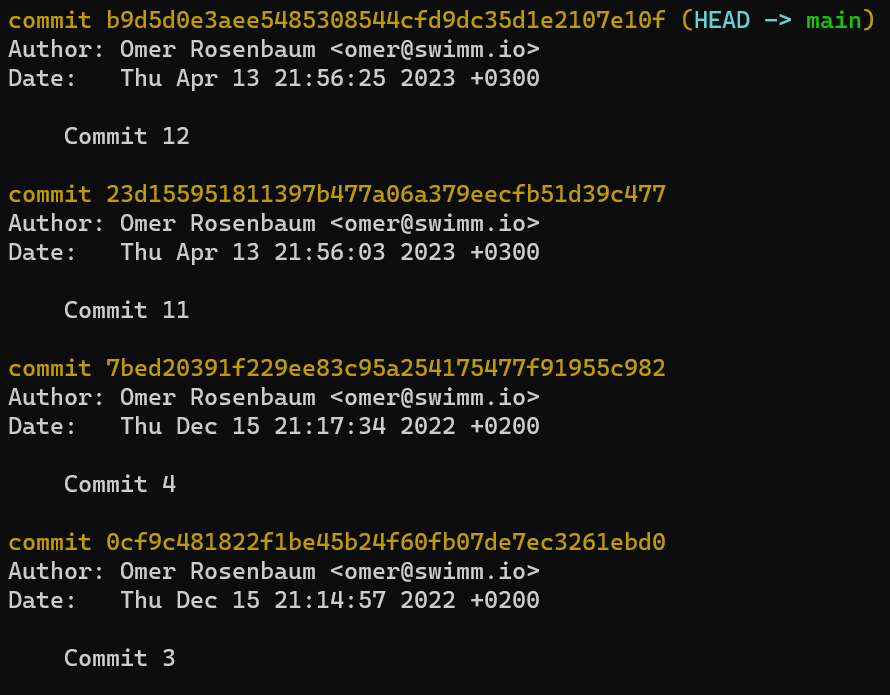 commit b9d5d0e3aee5485308544cfd9dc35d1e2107e10f (HEAD -> main)
Author: Omer Rosenbaum <omer@swimm.io>
Date:   Thu Apr 13 21:56:25 2023 +0300
    Commit 12
commit 23d155951811397b477a06a379eecfb51d39c477
Author: Omer Rosenbaum <omer@swimm.io>
Date:   Thu Apr 13 21:56:03 2023 +0300
    Commit 11
commit 7bed20391f229ee83c95a254175477f91955c982
Author: Omer Rosenbaum <omer@swimm.io>
Date:   Thu Dec 15 21:17:34 2022 +0200
    Commit 4
commit 0cf9c481822f1be45b24f60fb07de7ec3261ebd0
Author: Omer Rosenbaum <omer@swimm.io>
Date:   Thu Dec 15 21:14:57 2022 +0200
    Commit 3